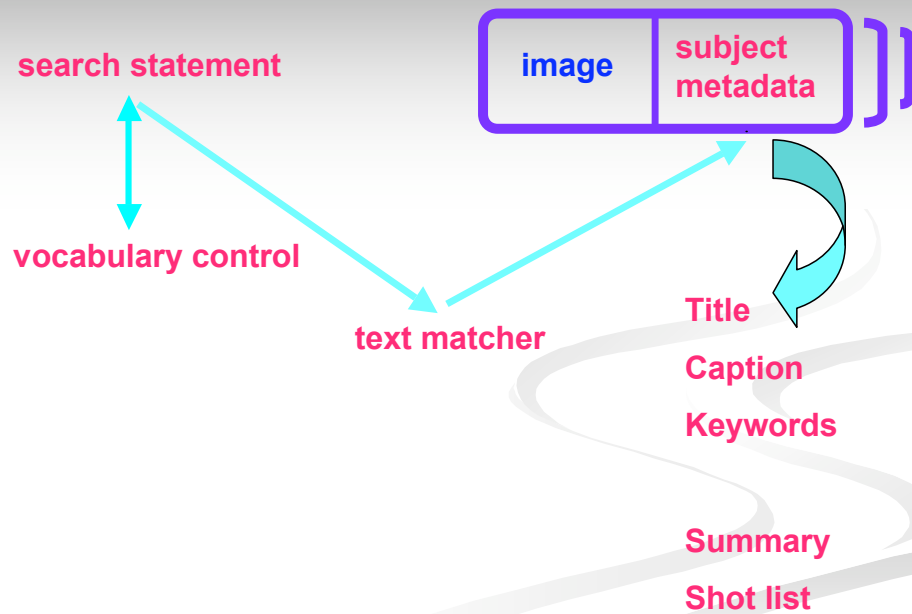 search statement
image
subject
metadata
vocabulary control
text matcher
Title
Caption
Keywords
Summary
Shot list